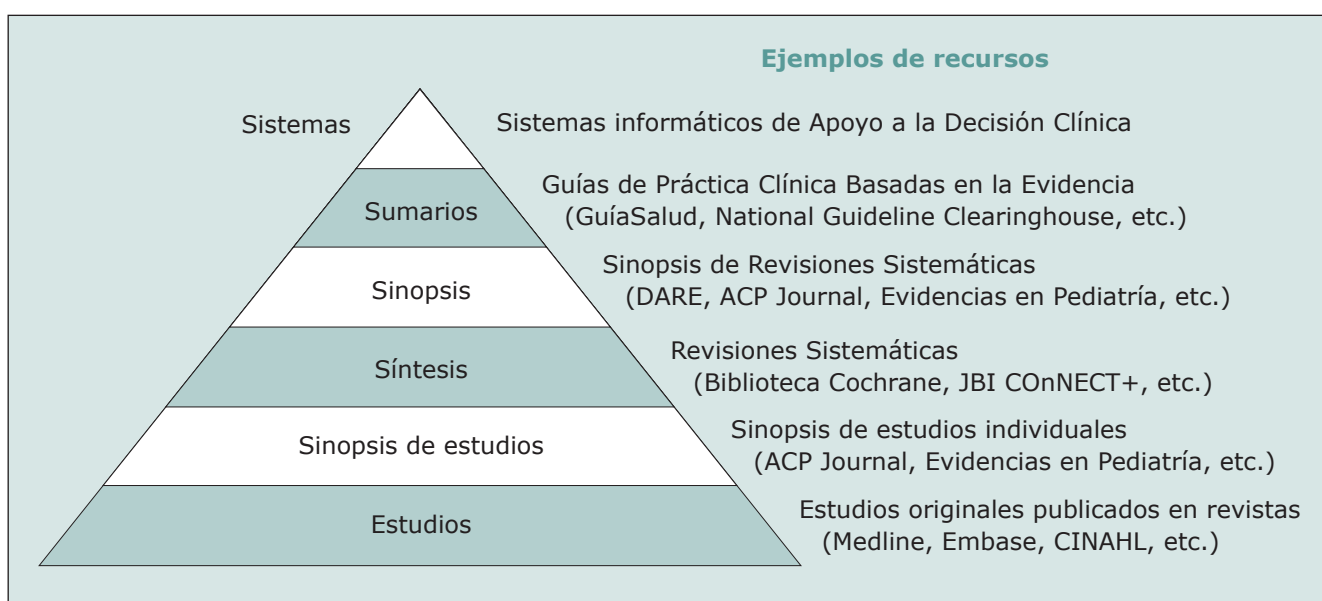 Ejemplos de recursos
Sistemas
Sistemas informáticos de Apoyo a la Decisión Clínica
Sumarios
Guías de Práctica Clínica Basadas en la Evidencia
(GuíaSalud, National Guideline Clearinghouse, etc.)
Sinopsis
Sinopsis de Revisiones Sistemáticas
(DARE, ACP Journal, Evidencias en Pediatría, etc.)
Síntesis
Revisiones Sistemáticas
(Biblioteca Cochrane, JBI COnNECT+, etc.)
Sinopsis de estudios
Sinopsis de estudios individuales
(ACP Journal, Evidencias en Pediatría, etc.)
Estudios
Estudios originales publicados en revistas
(Medline, Embase, CINAHL, etc.)